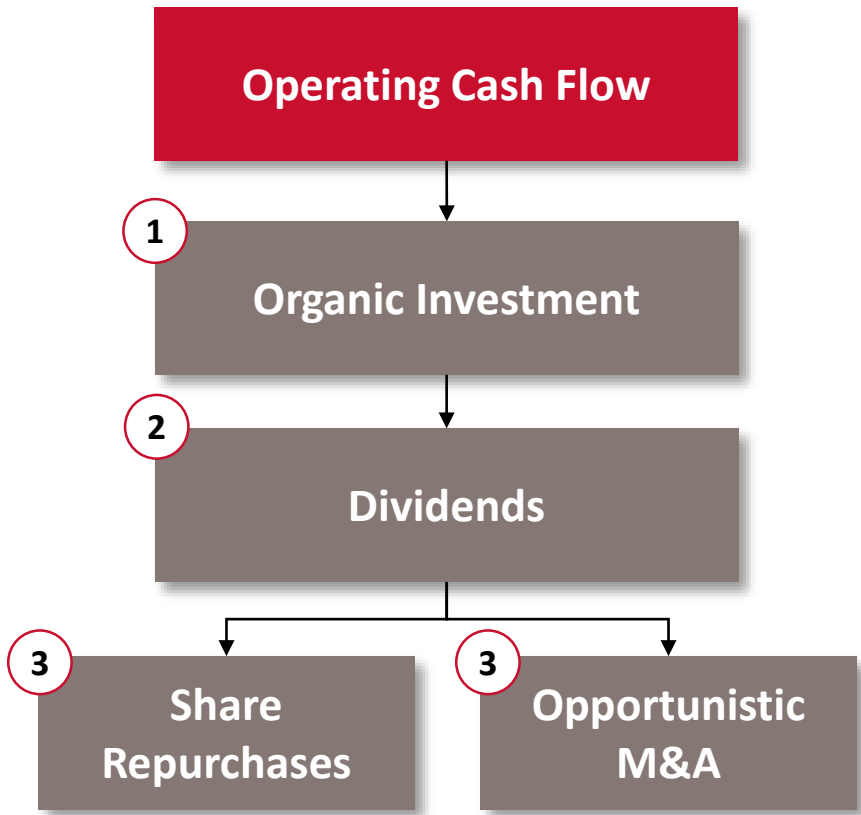 Operating Cash Flow
1
Organic Investment
2
Dividends
3
Share
Repurchases
3
Opportunistic
M&A